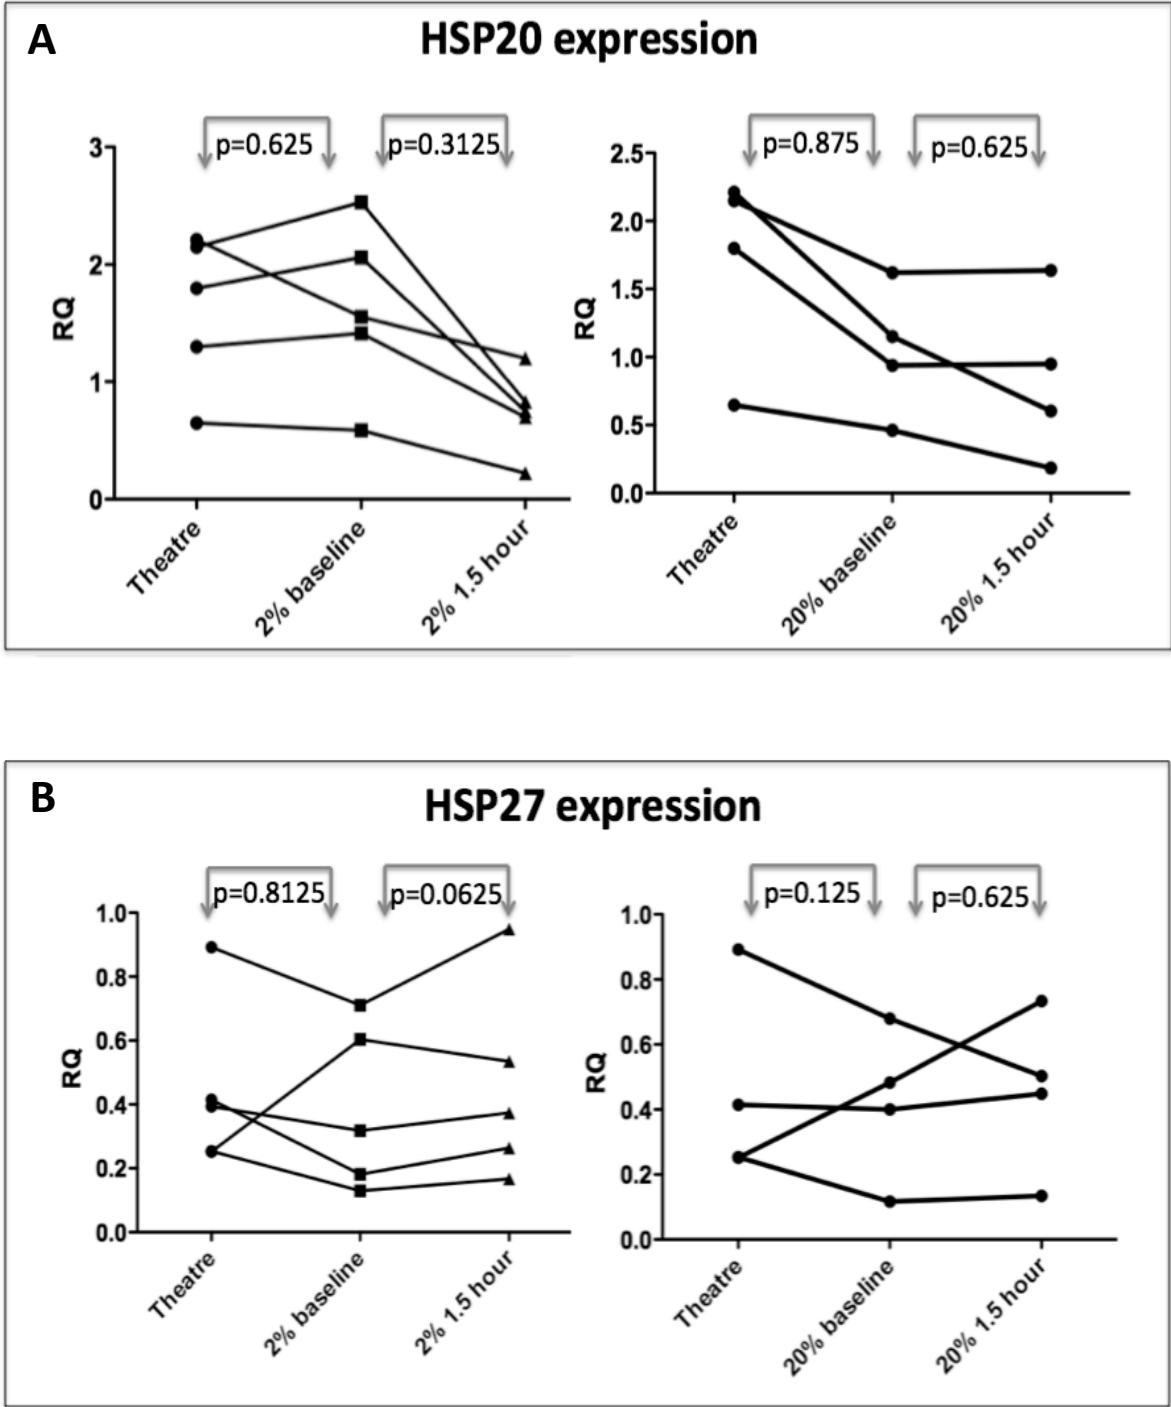 A
HSP20 expression
p=0.625
p=0.3125
3
2
1
0
RQ
Theatre
2% baseline
2% 1.5 hour
p=0.875
p=0.625
2.5
2.0
1.5
1.0
0.5
0.0
RQ
Theatre
20% baseline
20% 1.5 hour
B
HSP27 expression
p=0.8125
p=0.0625
1.0
0.8
0.6
0.4
0.2
0.0
RQ
Theatre
2% baseline
2% 1.5 hour
p=0.125
p=0.625
1.0
0.8
0.6
0.4
0.2
0.0
RQ
Theatre
20% baseline
20% 1.5 hour